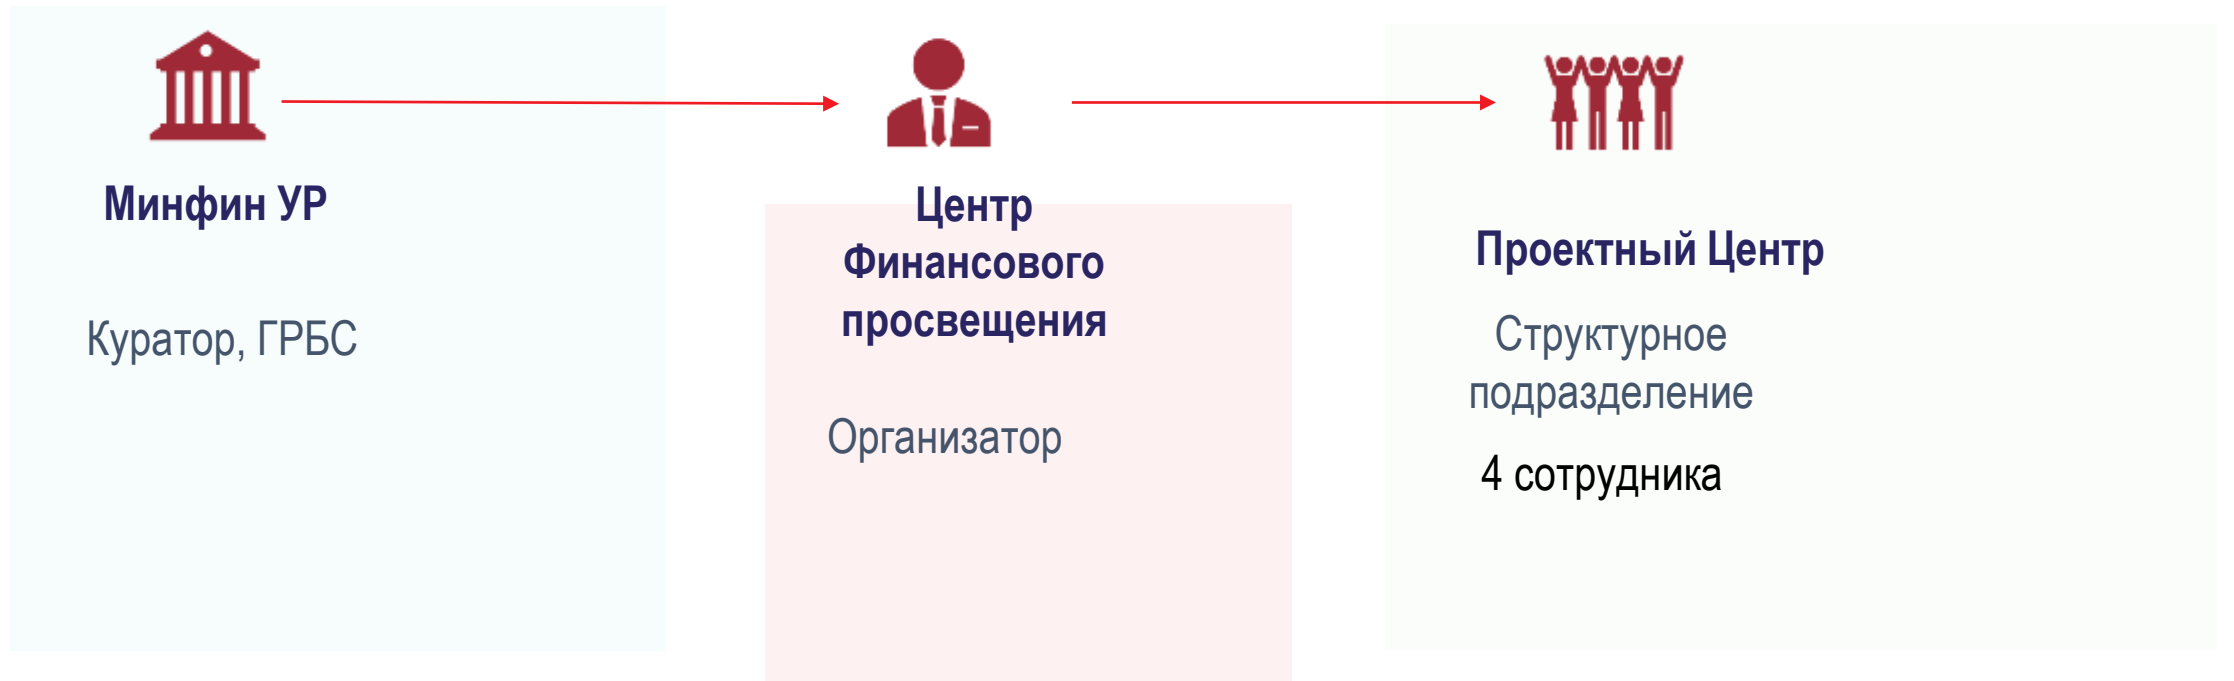 Минфин УР
Куратор, ГРБС
Центр
Финансового
просвещения
Организатор
Проектный Центр
Структурное
подразделение
4 сотрудника